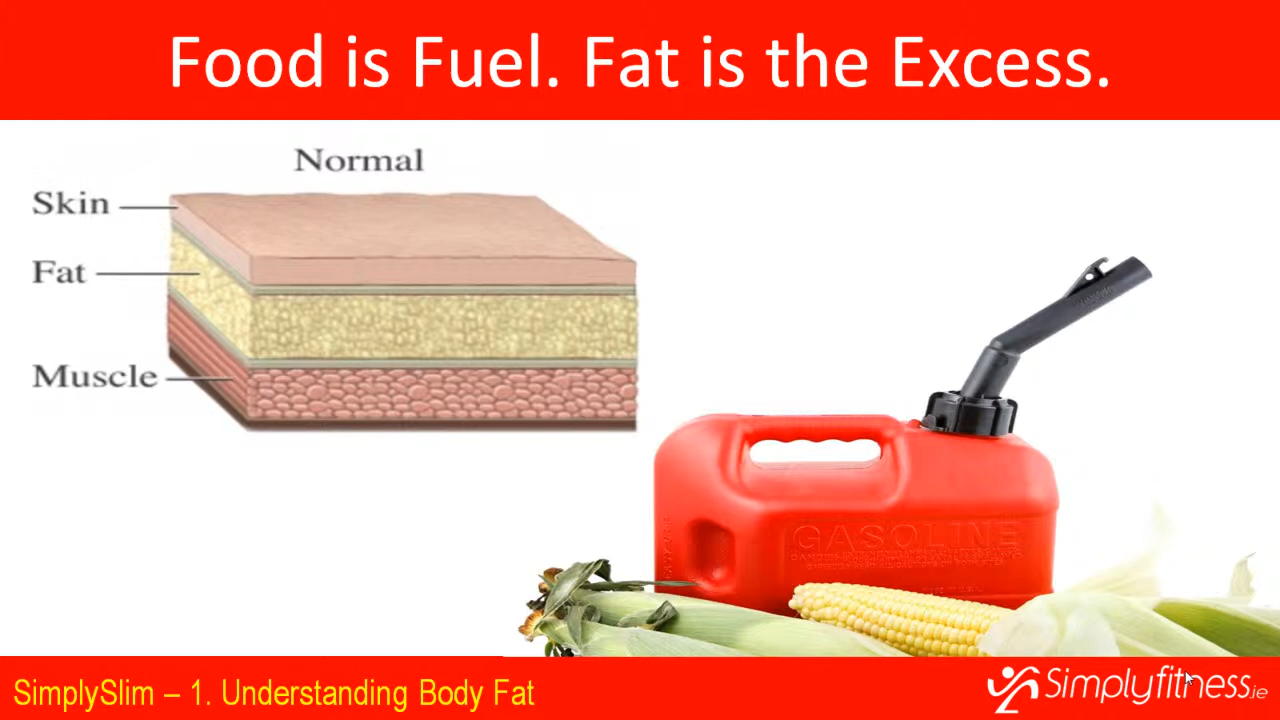 Food is Fuel. Fat is the Excess.
Normal
Skin
Fat
Muscle
GASOLINE
SimplySlim – 1. Understanding Body Fat
Simplyfitness.ie